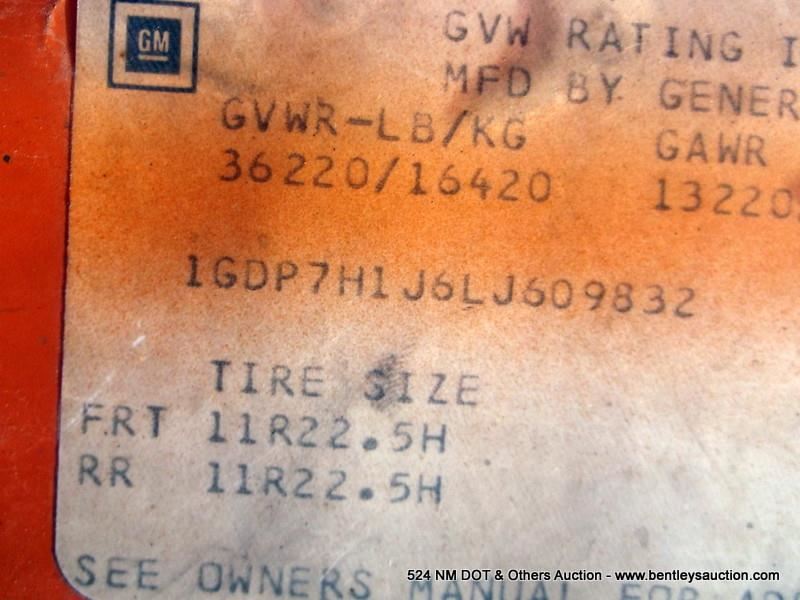 GM
GVW RATING I
MFD BY GENER
GVWR-LB/KG GAWR
36220/16420 13220
1GDP7H1J6LJ609832
TIRE SIZE
FRT 11R22.5H
RR 11R22.5H
SEE OWNERS MANUAL FOR
524 NM DOT & Others Auction - www.bentleysauction.com